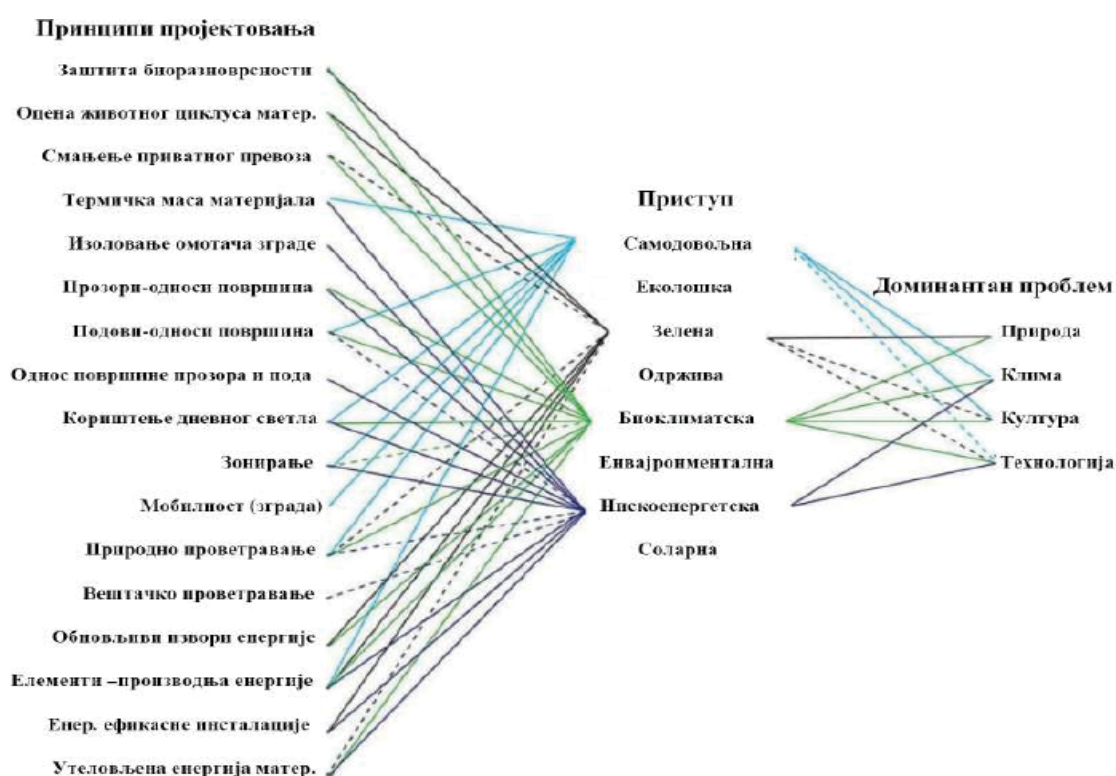 Принципи пројектовања
Заштита биоразноврсности
Оцена животног циклуса матер.
Смањење приватног превоза
Термичка маса материјала
Изоловање омотача зграде
Прозори-односи површина
Подови-односи површина
Однос површине прозора и пода
Кориштење дневног светла
Зонирање
Мобилност (зграда)
Природно проветравање
Вештачко проветравање
Обновљиви извори енергије
Елементи –производња енергије
Енер. ефикасне инсталације
Утеловљена енергија матер.
Приступ
Самодовољна
Еколошка
Зелена
Одржива
Биоклиматска
Енвајронментална
Нискоенергетска
Соларна
Доминантан проблем
Природа
Клима
Култура
Технологија